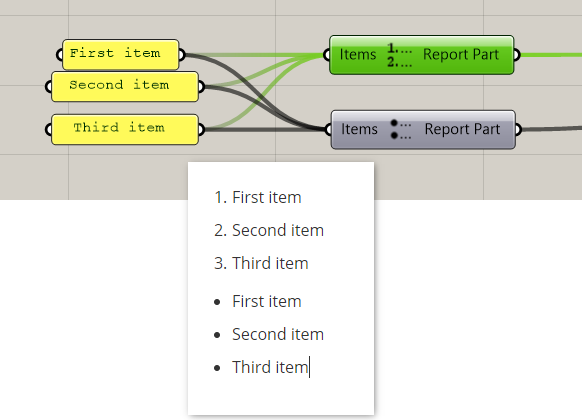 First item
Second item
Third item
Items 1.... 2.... Report Part
Items •... •... Report Part
1. First item
2. Second item
3. Third item
• First item
• Second item
• Third item